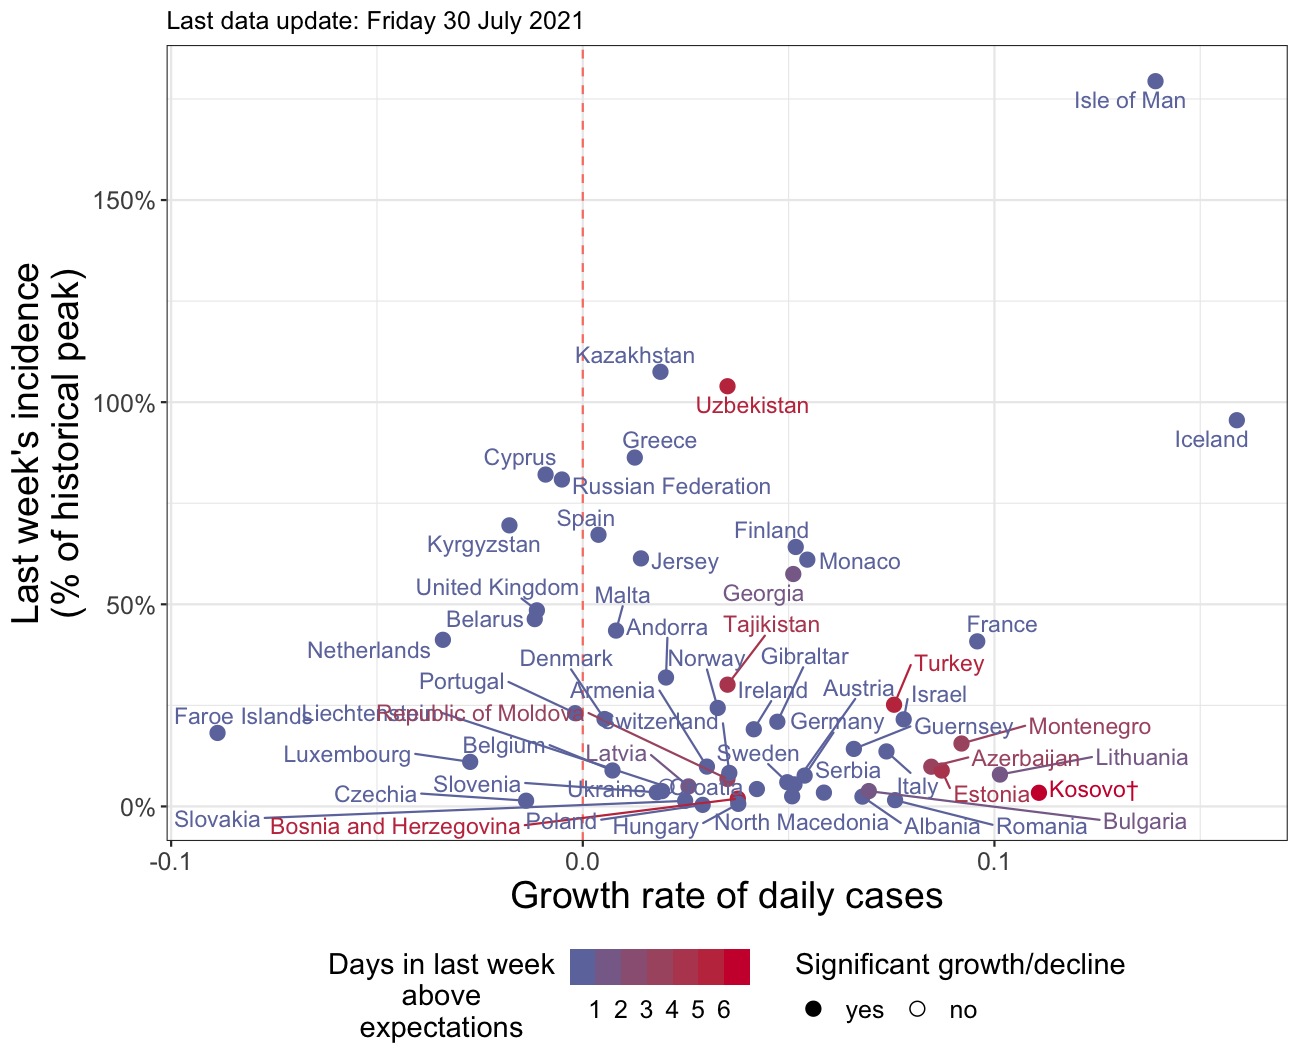 Last data update: Friday 30 July 2021
Last week's incidence
(% of historical peak)
150%
100%
50%
0%
Isle of Man
Kazakhstan
Uzbekistan
Iceland
Greece
Cyprus
Russian Federation
Spain
Kyrgyzstan
Finland
Jersey
Monaco
United Kingdom
Georgia
Malta
Belarus
Andorra
Tajikistan
France
Netherlands
Denmark
Norway
Gibraltar
Turkey
Portugal
Armenia
Ireland
Austria
Israel
Faroe Islands
Liechtenstein
Republic of Moldova
Switzerland
Germany
Guernsey
Montenegro
Luxembourg
Belgium
Latvia
Sweden
Azerbaijan
Lithuania
Serbia
Slovenia
Ukraine
Croatia
Italy
Estonia
Kosovo†
Czechia
Slovakia
Bosnia and Herzegovina
Poland
Hungary
North Macedonia
Albania
Romania
Bulgaria
-0.1
0.0
0.1
Growth rate of daily cases
Days in last week
above
expectations
1 2 3 4 5 6
Significant growth/decline
yes
no